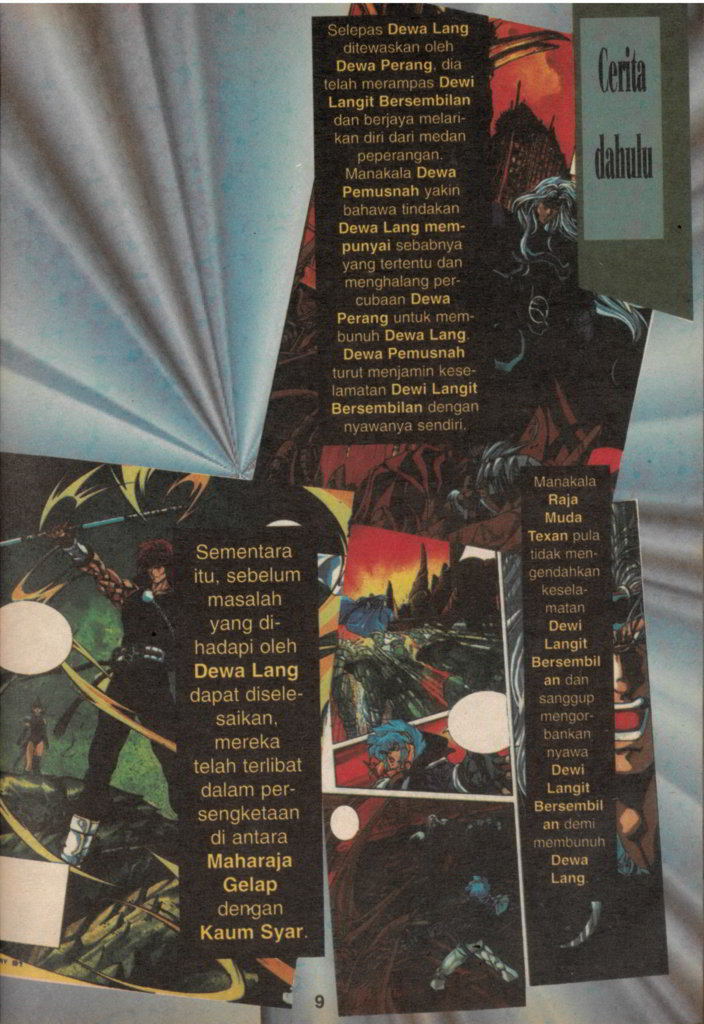 Cerita
dahulu
Selepas Dewa Lang
ditewaskan oleh
Dewa Perang, dia
telah merampas Dewi
Langit Bersembilan
dan berjaya melari-
kan diri dari medan
peperangan.
Manakala Dewa
Pemusnah yakin
bahawa tindakan
Dewa Lang mem-
punyai sebabnya
yang tertentu dan
menghalang per-
cubaan Dewa
Perang untuk mem-
bunuh Dewa Lang.
Dewa Pemusnah
turut menjamin kese-
lamatan Dewi Langit
Bersembilan dengan
nyawanya sendiri.
Manakala
Raja
Muda
Texan pula
tidak men-
gendahkan
kesela-
matan
Dewi
Langit
Bersembil
an dan
sanggup
mengor-
bankan
nyawa
Dewi
Langit
Bersembil
an demi
membunuh
Dewa
Lang.
Sementara
itu, sebelum
masalah
yang di-
hadapi oleh
Dewa Lang
dapat disele-
saikan,
mereka
telah terlibat
dalam per-
sengketaan
di antara
Maharaja
Gelap
dengan
Kaum Syar.
9